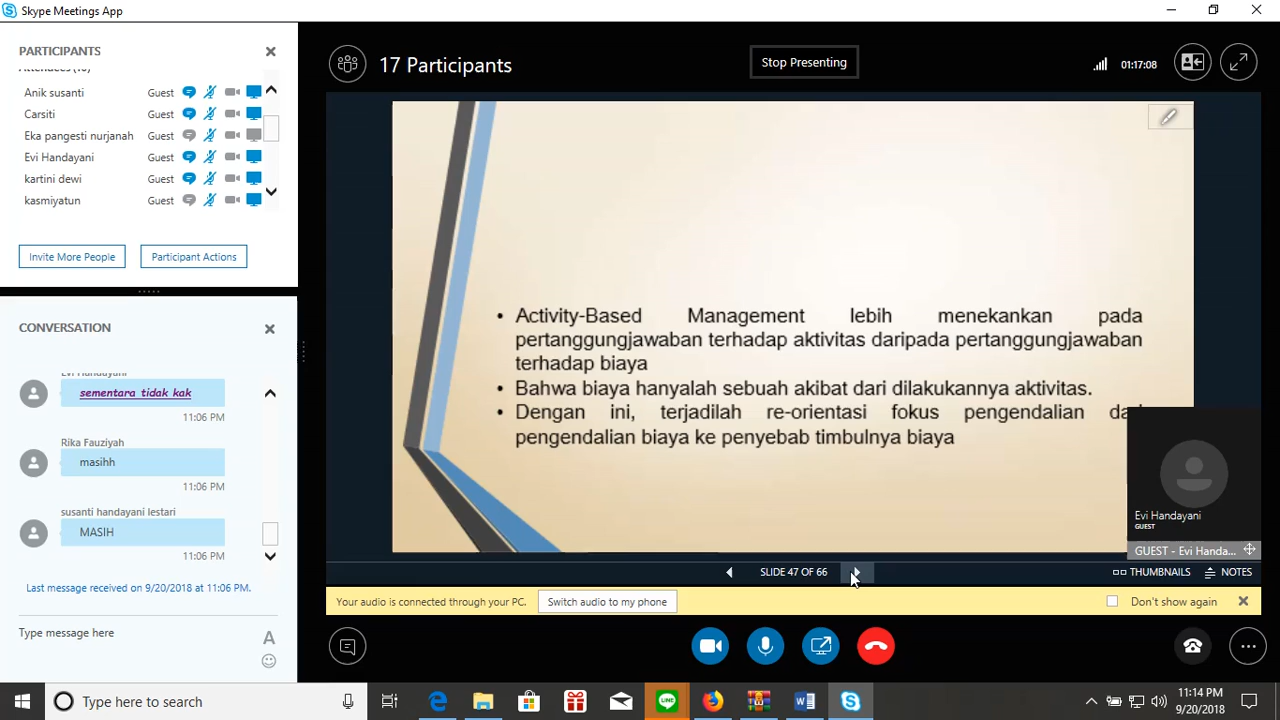 Skype Meetings App
PARTICIPANTS
Anik susanti Guest
Carsiti Guest
Eka pangesti nurjanah Guest
Evi Handayani Guest
kartini dewi Guest
kasmiyatun Guest
Invite More People Participant Actions
CONVERSATION
Evi Handayani
sementara tidak kak
11:06 PM
Rika Fauziyah
masihh
11:06 PM
susanti handayani lestari
MASIH
11:06 PM
Last message received on 9/20/2018 at 11:06 PM.
Type message here
17 Participants
Stop Presenting
01:17:08
• Activity-Based Management lebih menekankan pada
pertanggungjawaban terhadap aktivitas daripada pertanggungjawaban
terhadap biaya
• Bahwa biaya hanyalah sebuah akibat dari dilakukannya aktivitas.
• Dengan ini, terjadilah re-orientasi fokus pengendalian dari
pengendalian biaya ke penyebab timbulnya biaya
Evi Handayani
GUEST
GUEST - Evi Handa...
SLIDE 47 OF 66
THUMBNAILS NOTES
Your audio is connected through your PC. Switch audio to my phone Don't show again
Type here to search
11:14 PM
9/20/2018